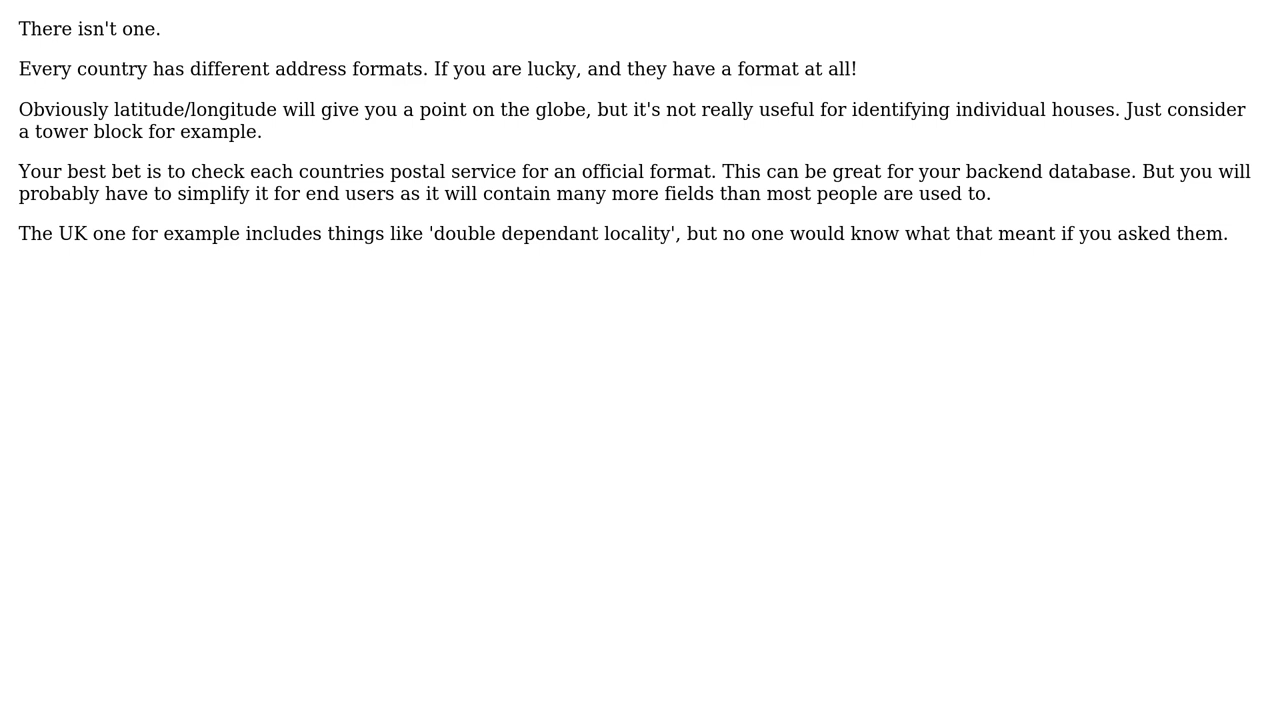 There isn't one.
Every country has different address formats. If you are lucky, and they have a format at all!
Obviously latitude/longitude will give you a point on the globe, but it's not really useful for identifying individual houses. Just consider
a tower block for example.
Your best bet is to check each countries postal service for an official format. This can be great for your backend database. But you will
probably have to simplify it for end users as it will contain many more fields than most people are used to.
The UK one for example includes things like 'double dependant locality', but no one would know what that meant if you asked them.